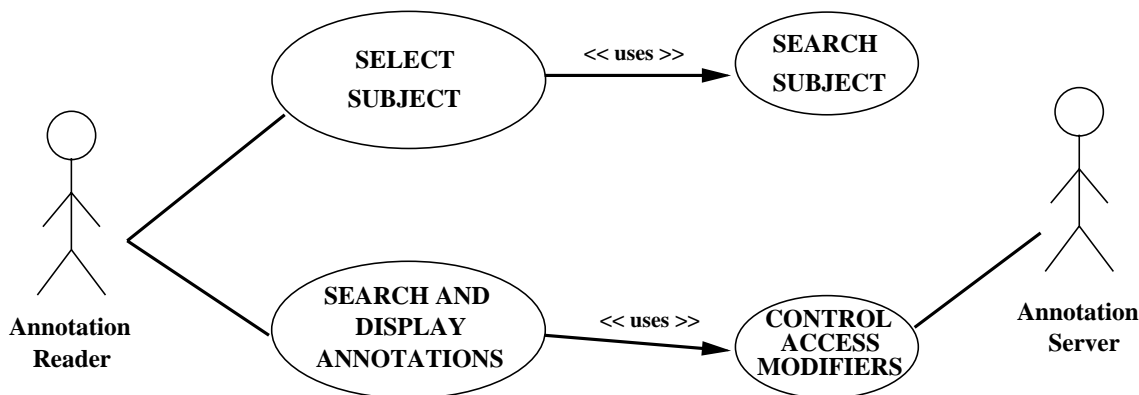 SELECT
SUBJECT
<< uses >>
SEARCH
SUBJECT
Annotation
Reader
SEARCH AND
DISPLAY
ANNOTATIONS
<< uses >>
CONTROL
ACCESS
MODIFIERS
Annotation
Server